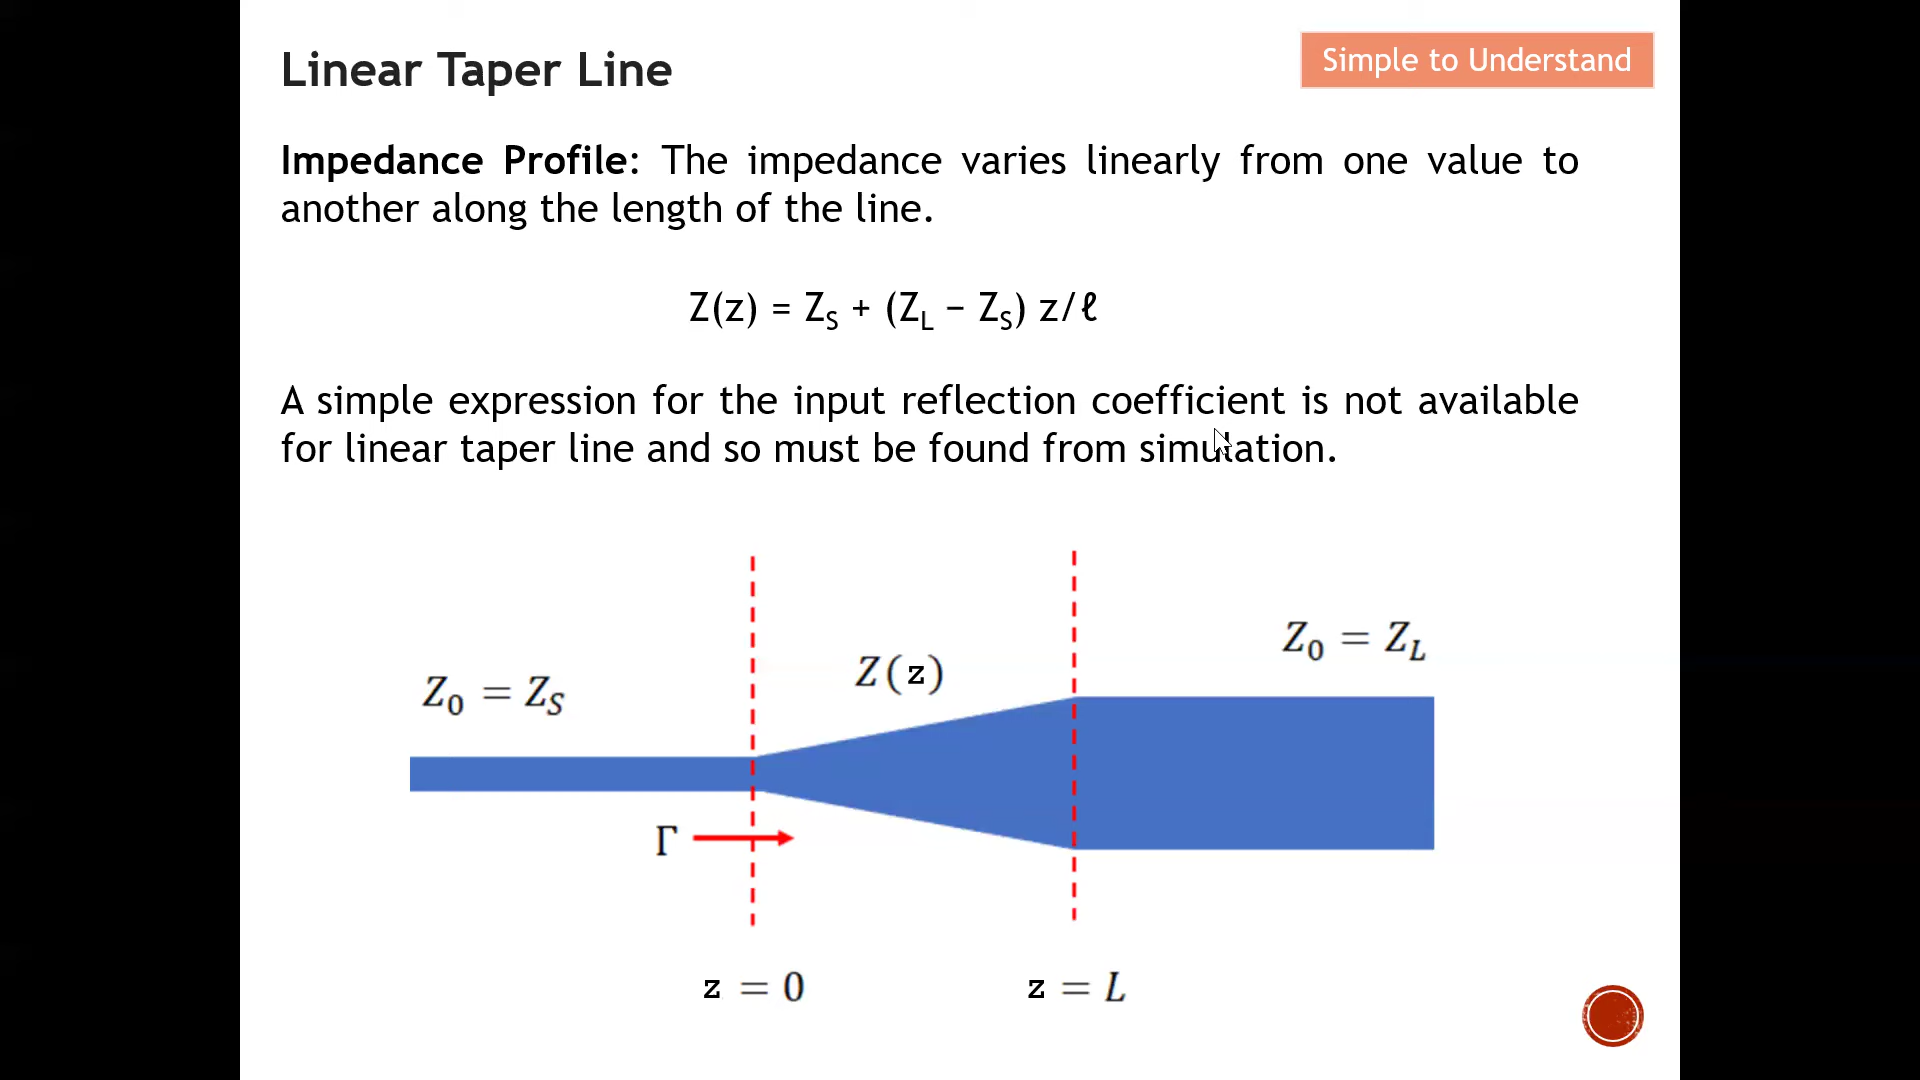 Linear Taper Line
Simple to Understand
Impedance Profile: The impedance varies linearly from one value to
another along the length of the line.
Z(z) = Z_S + (Z_L − Z_S) z/ℓ
A simple expression for the input reflection coefficient is not available
for linear taper line and so must be found from simulation.
Z_0 = Z_S
Z(z)
Z_0 = Z_L
Γ
z = 0
z = L